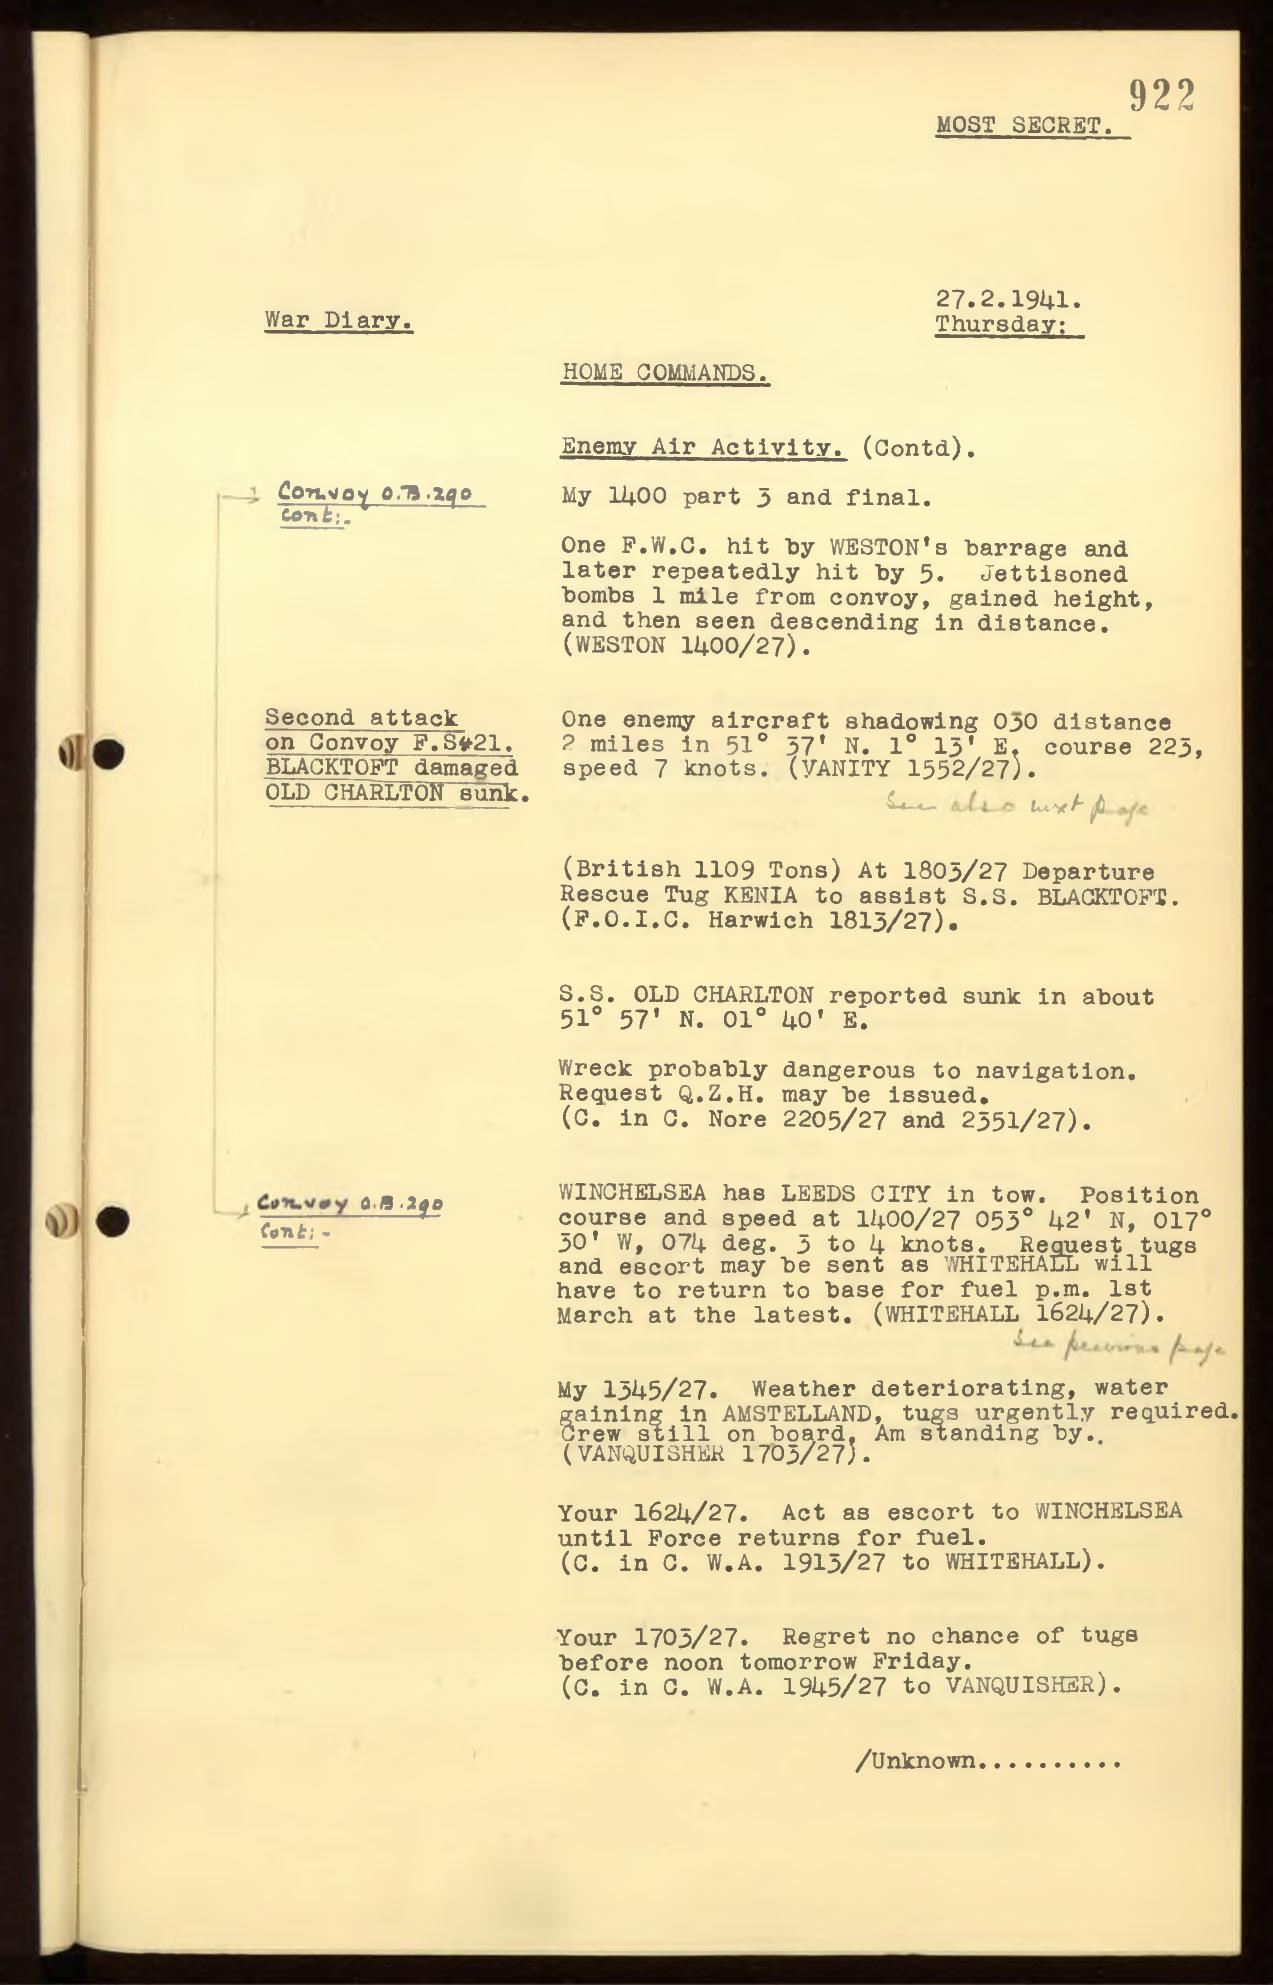 922
MOST SECRET.
27.2.1941.
War Diary.
Thursday:
HOME COMMANDS.
Enemy Air Activity. (Contd).
Convoy O.B.290
cont:-
My 1400 part 3 and final.
One F.W.C. hit by WESTON's barrage and
later repeatedly hit by 5. Jettisoned
bombs 1 mile from convoy, gained height,
and then seen descending in distance.
(WESTON 1400/27).
Second attack
on Convoy F.S421.
BLACKTOFT damaged
OLD CHARLTON sunk.
One enemy aircraft shadowing 030 distance
2 miles in 51° 37' N. 1° 13' E. course 223,
speed 7 knots. (VANITY 1552/27).
See also next page
(British 1109 Tons) At 1803/27 Departure
Rescue Tug KENIA to assist S.S. BLACKTOFT.
(F.O.I.C. Harwich 1813/27).
S.S. OLD CHARLTON reported sunk in about
51° 57' N. 01° 40' E.
Wreck probably dangerous to navigation.
Request Q.Z.H. may be issued.
(C. in C. Nore 2205/27 and 2351/27).
Convoy O.B.290
Cont:-
WINCHELSEA has LEEDS CITY in tow. Position
course and speed at 1400/27 053° 42' N, 017°
30' W, 074 deg. 3 to 4 knots. Request tugs
and escort may be sent as WHITEHALL will
have to return to base for fuel p.m. 1st
March at the latest. (WHITEHALL 1624/27).
See previous page
My 1345/27. Weather deteriorating, water
gaining in AMSTELLAND, tugs urgently required.
Crew still on board, Am standing by..
(VANQUISHER 1703/27).
Your 1624/27. Act as escort to WINCHELSEA
until Force returns for fuel.
(C. in C. W.A. 1913/27 to WHITEHALL).
Your 1703/27. Regret no chance of tugs
before noon tomorrow Friday.
(C. in C. W.A. 1945/27 to VANQUISHER).
/Unknown..........